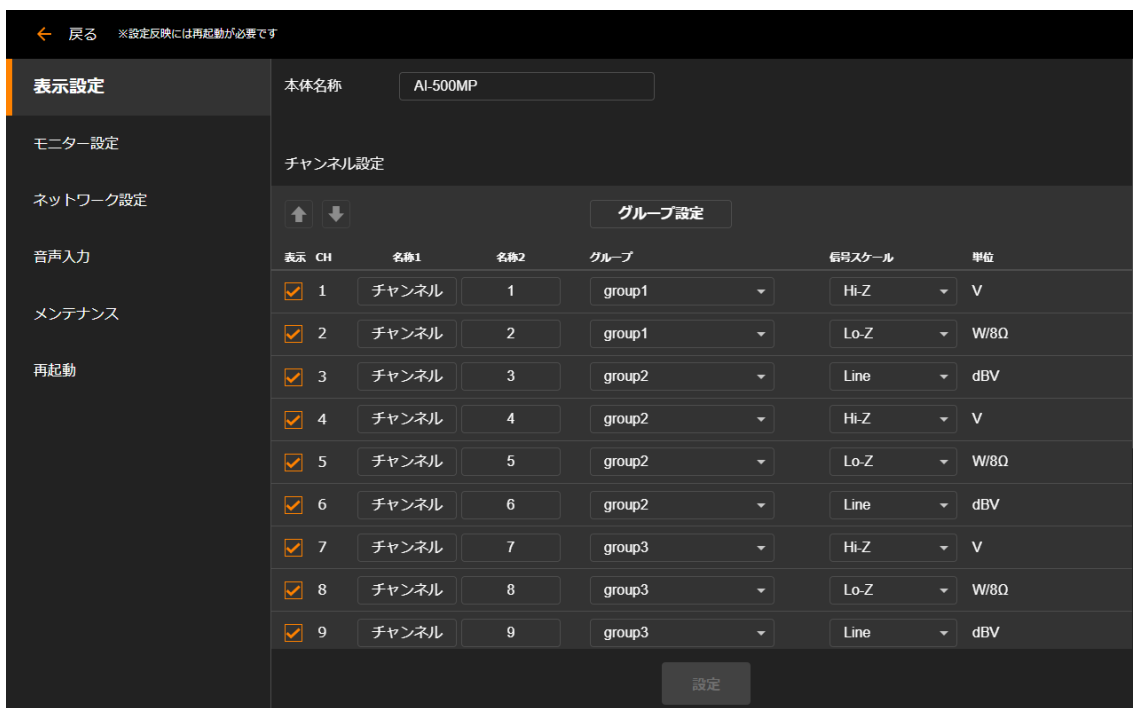 ← 戻る ※設定反映には再起動が必要です
表示設定
モニター設定
ネットワーク設定
音声入力
メンテナンス
再起動
本体名称 AI-500MP
チャンネル設定
グループ設定
表示 CH 名称1 名称2 グループ 信号スケール 単位
1 チャンネル 1 group1 Hi-Z V
2 チャンネル 2 group1 Lo-Z W/8Ω
3 チャンネル 3 group2 Line dBV
4 チャンネル 4 group2 Hi-Z V
5 チャンネル 5 group2 Lo-Z W/8Ω
6 チャンネル 6 group2 Line dBV
7 チャンネル 7 group3 Hi-Z V
8 チャンネル 8 group3 Lo-Z W/8Ω
9 チャンネル 9 group3 Line dBV
設定